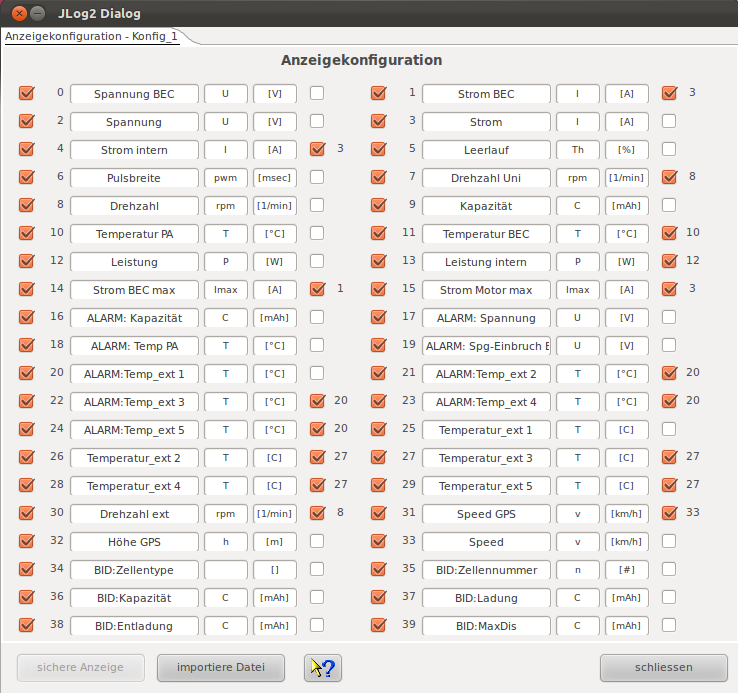 JLog2 Dialog
Anzeigekonfiguration - Konfig_1
Anzeigekonfiguration
0 Spannung BEC U [V] 1 Strom BEC I [A] 3
2 Spannung U [V] 3 Strom I [A]
4 Strom intern I [A] 3 5 Leerlauf Th [%]
6 Pulsbreite pwm [msec] 7 Drehzahl Uni rpm [1/min] 8
8 Drehzahl rpm [1/min] 9 Kapazität C [mAh]
10 Temperatur PA T [°C] 11 Temperatur BEC T [°C] 10
12 Leistung P [W] 13 Leistung intern P [W] 12
14 Strom BEC max Imax [A] 1 15 Strom Motor max Imax [A] 3
16 ALARM: Kapazität C [mAh] 17 ALARM: Spannung U [V]
18 ALARM: Temp PA T [°C] 19 ALARM: Spg-Einbruch U [V]
20 ALARM:Temp_ext 1 T [°C] 21 ALARM:Temp_ext 2 T [°C] 20
22 ALARM:Temp_ext 3 T [°C] 20 23 ALARM:Temp_ext 4 T [°C] 20
24 ALARM:Temp_ext 5 T [°C] 20 25 Temperatur_ext 1 T [C]
26 Temperatur_ext 2 T [C] 27 27 Temperatur_ext 3 T [C] 27
28 Temperatur_ext 4 T [C] 27 29 Temperatur_ext 5 T [C] 27
30 Drehzahl ext rpm [1/min] 8 31 Speed GPS v [km/h] 33
32 Höhe GPS h [m] 33 Speed v [km/h]
34 BID:Zellentype [] 35 BID:Zellennummer n [#]
36 BID:Kapazität C [mAh] 37 BID:Ladung C [mAh]
38 BID:Entladung C [mAh] 39 BID:MaxDis C [mAh]
sichere Anzeige importiere Datei ? schliessen